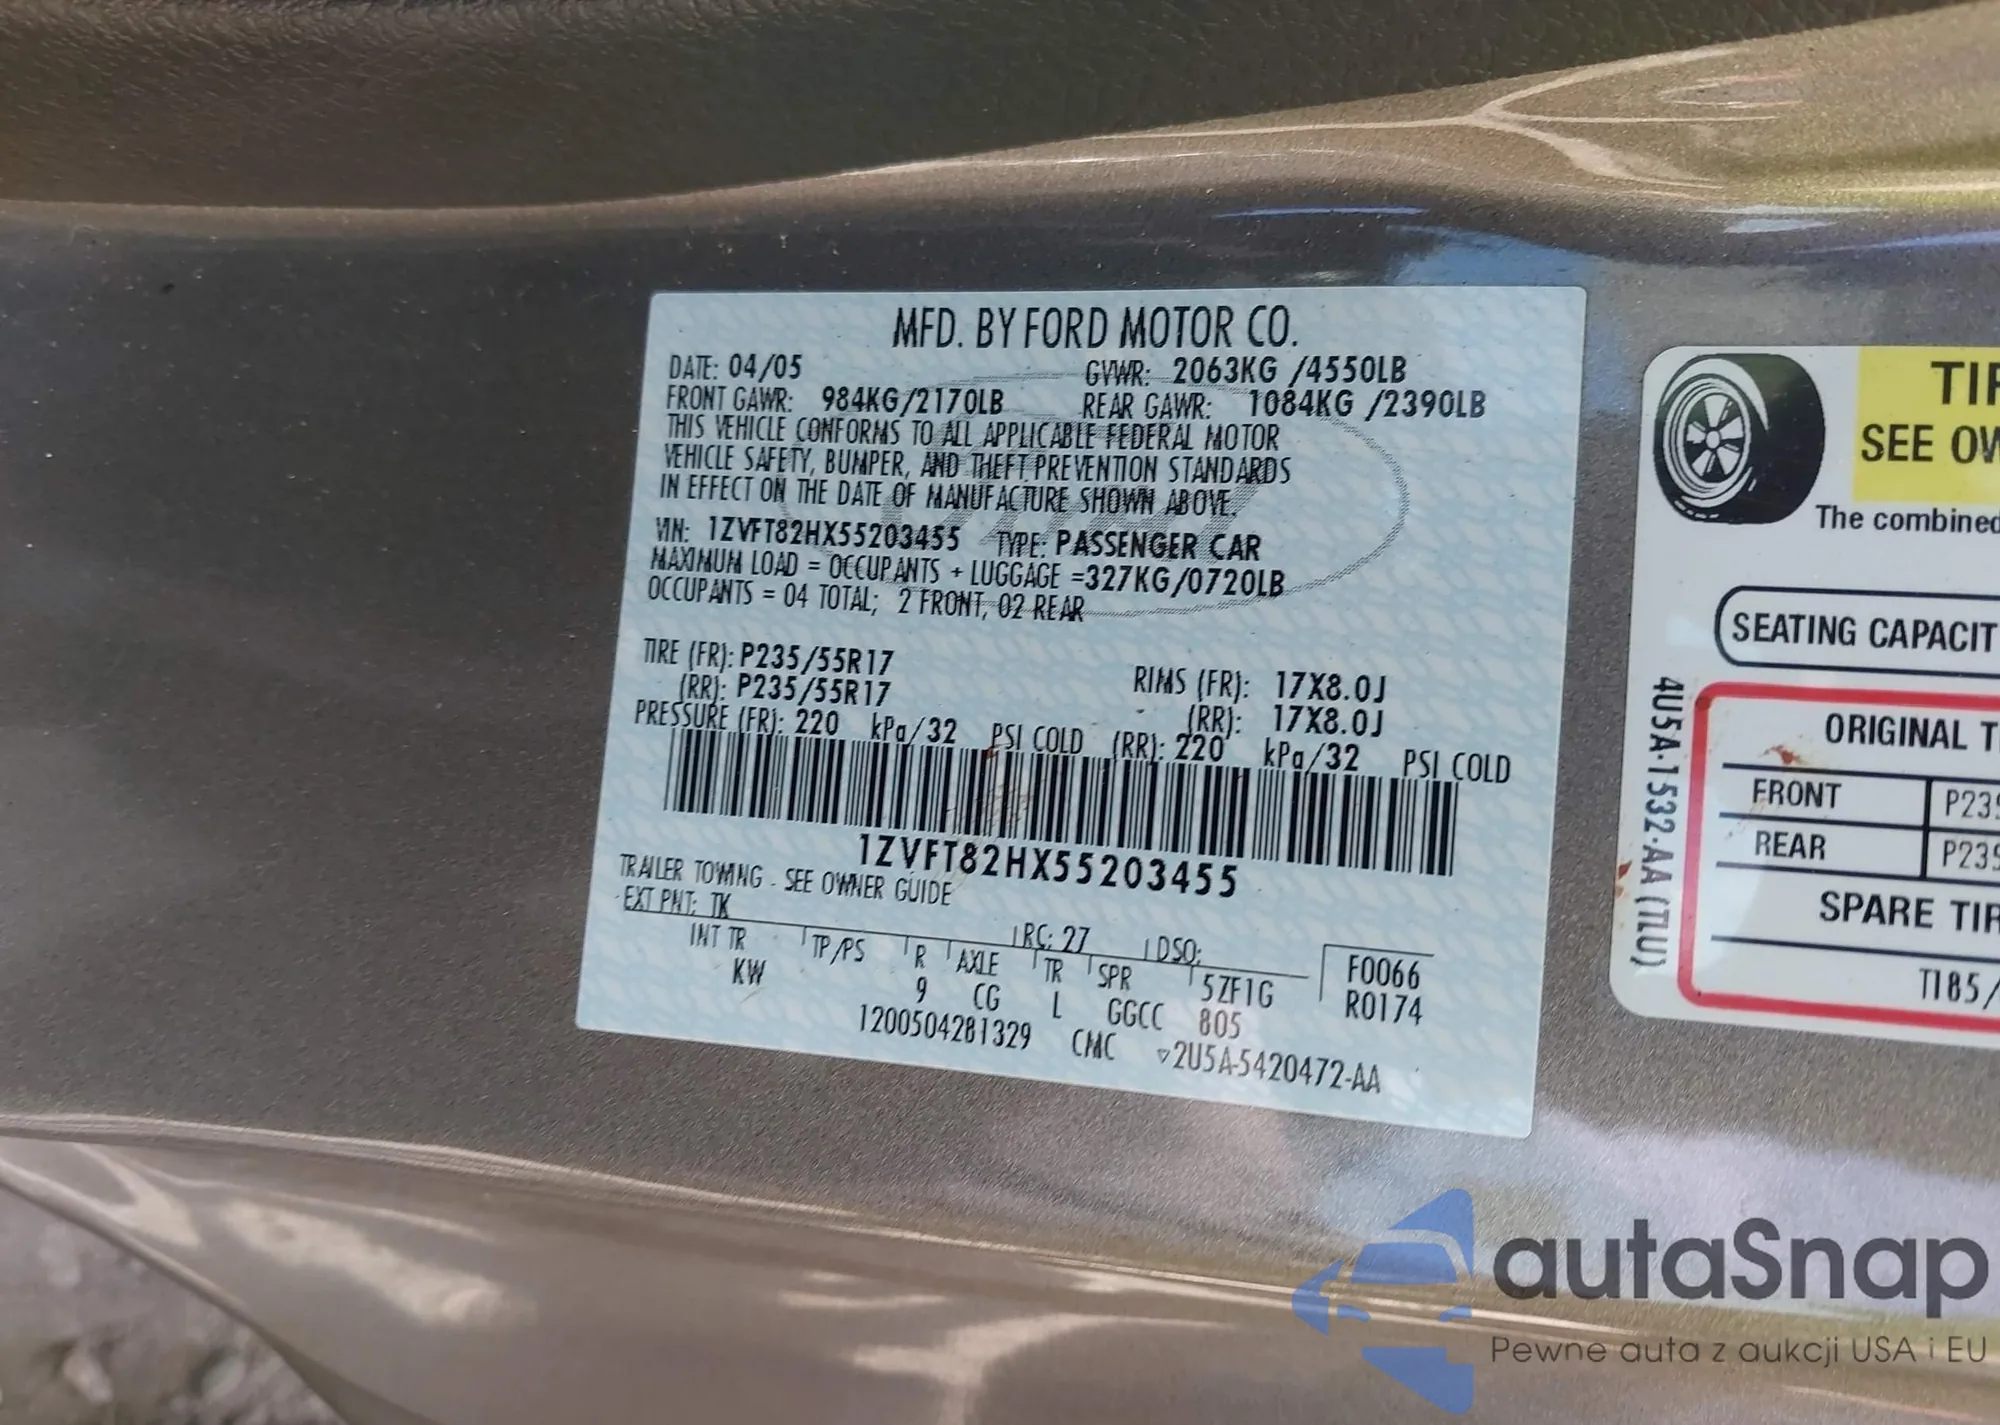 MFD. BY FORD MOTOR CO.
DATE: 04/05 GVWR: 2063KG /4550LB
FRONT GAWR: 984KG/2170LB REAR GAWR: 1084KG /2390LB
THIS VEHICLE CONFORMS TO ALL APPLICABLE FEDERAL MOTOR
VEHICLE SAFETY, BUMPER, AND THEFT PREVENTION STANDARDS
IN EFFECT ON THE DATE OF MANUFACTURE SHOWN ABOVE.
VIN: 1ZVFT82HX55203455 TYPE: PASSENGER CAR
MAXIMUM LOAD = OCCUPANTS + LUGGAGE =327KG/0720LB
OCCUPANTS = 04 TOTAL; 2 FRONT, 02 REAR
TIRE (FR): P235/55R17 RIMS (FR): 17X8.0J
(RR): P235/55R17 (RR): 17X8.0J
PRESSURE (FR): 220 kPa/32 PSI COLD (RR): 220 kPa/32 PSI COLD
1ZVFT82HX55203455
TRAILER TOWING - SEE OWNER GUIDE
EXT PNT: TK RC: 27 DSO: F0066
INT TR TP/PS R AXLE TR SPR 5ZF1G R0174
KW 9 CG L GGCC 805
1200504281329 CMC ▽2U5A-5420472-AA
TIR
SEE OW
The combined
SEATING CAPACIT
4U5A-1532-AA (TLU)
ORIGINAL TI
FRONT P235
REAR P235
SPARE TIR
T185/
autaSnap
Pewne auta z aukcji USA i EU